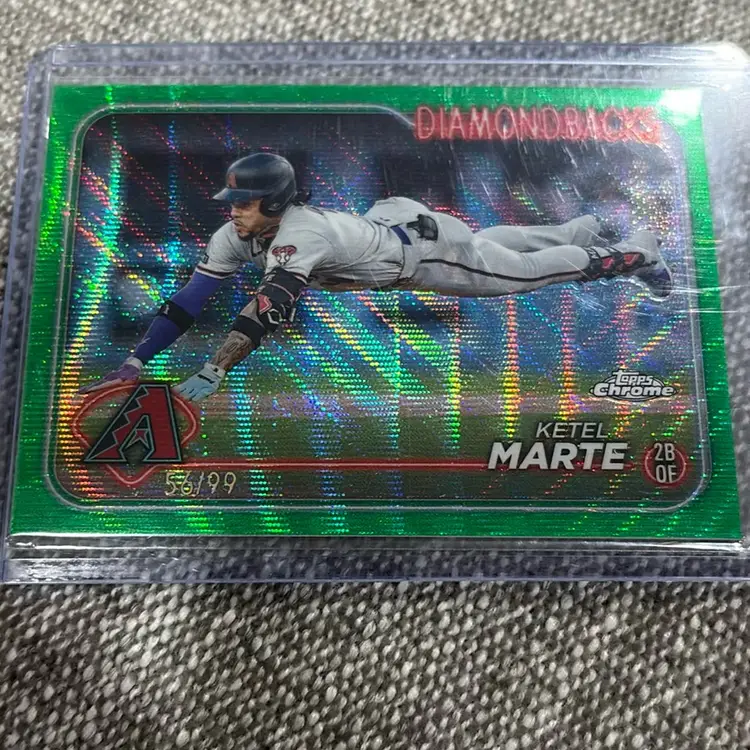 DIAMONDBACKS
Topps
Chrome
KETEL
MARTE
2B
OF
A
56/99